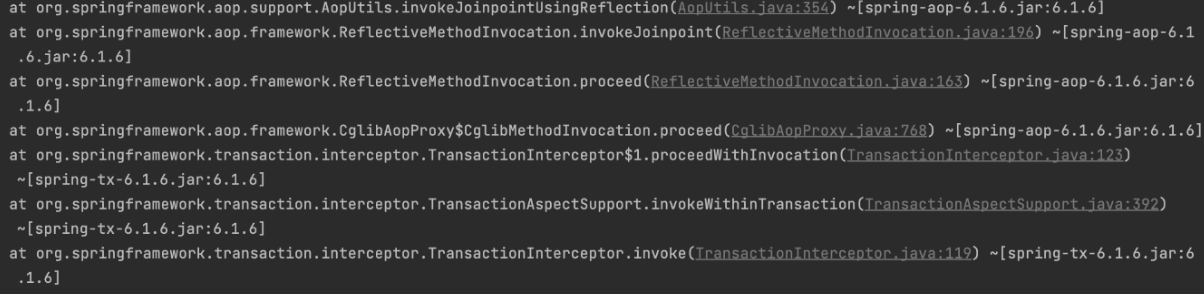 at org.springframework.aop.support.AopUtils.invokeJoinpointUsingReflection(AopUtils.java:354) ~[spring-aop-6.1.6.jar:6.1.6]
at org.springframework.aop.framework.ReflectiveMethodInvocation.invokeJoinpoint(ReflectiveMethodInvocation.java:196) ~[spring-aop-6.1
.6.jar:6.1.6]
at org.springframework.aop.framework.ReflectiveMethodInvocation.proceed(ReflectiveMethodInvocation.java:163) ~[spring-aop-6.1.6.jar:6
.1.6]
at org.springframework.aop.framework.CglibAopProxy$CglibMethodInvocation.proceed(CglibAopProxy.java:768) ~[spring-aop-6.1.6.jar:6.1.6]
at org.springframework.transaction.interceptor.TransactionInterceptor$1.proceedWithInvocation(TransactionInterceptor.java:123)
~[spring-tx-6.1.6.jar:6.1.6]
at org.springframework.transaction.interceptor.TransactionAspectSupport.invokeWithinTransaction(TransactionAspectSupport.java:392)
~[spring-tx-6.1.6.jar:6.1.6]
at org.springframework.transaction.interceptor.TransactionInterceptor.invoke(TransactionInterceptor.java:119) ~[spring-tx-6.1.6.jar:6
.1.6]